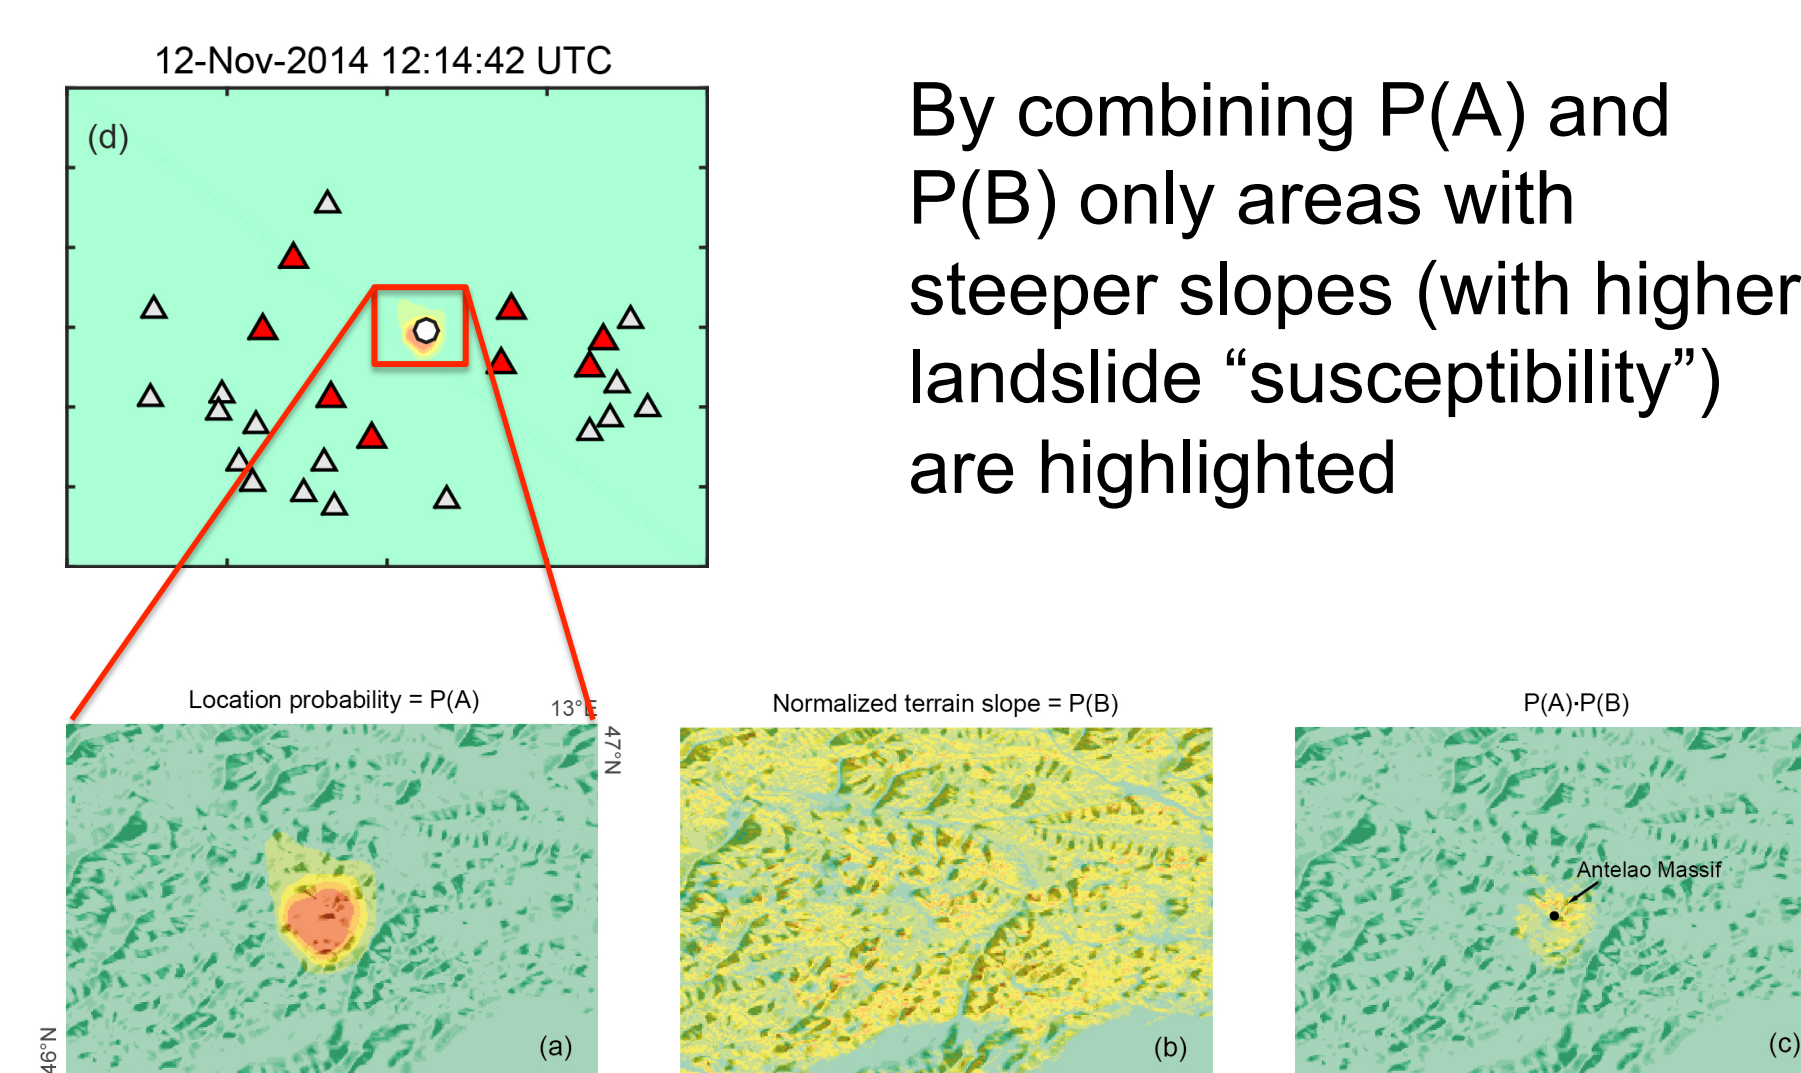 12-Nov-2014 12:14:42 UTC
(d)
By combining P(A) and
P(B) only areas with
steeper slopes (with higher
landslide “susceptibility”)
are highlighted
Location probability = P(A)
13°E
47°N
46°N
(a)
Normalized terrain slope = P(B)
(b)
P(A)·P(B)
Antelao Massif
(c)